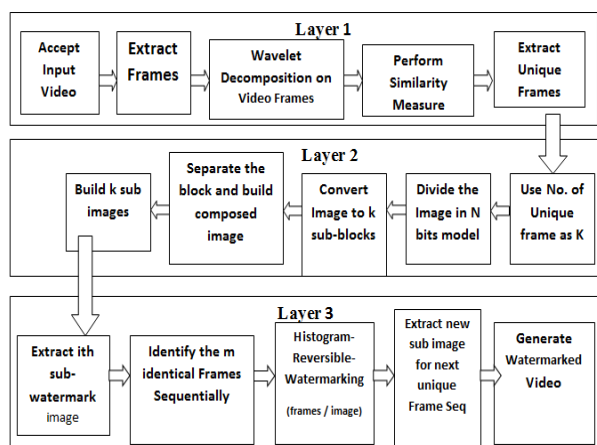 Layer 1
Accept
Input
Video
Extract
Frames
Wavelet
Decomposition on
Video Frames
Perform
Similarity
Measure
Extract
Unique
Frames
Layer 2
Build k sub
images
Separate the
block and build
composed
image
Convert
Image to k
sub-blocks
Divide the
Image in N
bits model
Use No. of
Unique
frame as K
Layer 3
Extract ith
sub-
watermark
image
Identify the m
identical Frames
Sequentially
Histogram-
Reversible-
Watermarking
(frames / image)
Extract new
sub image
for next
unique
Frame Seq
Generate
Watermarked
Video